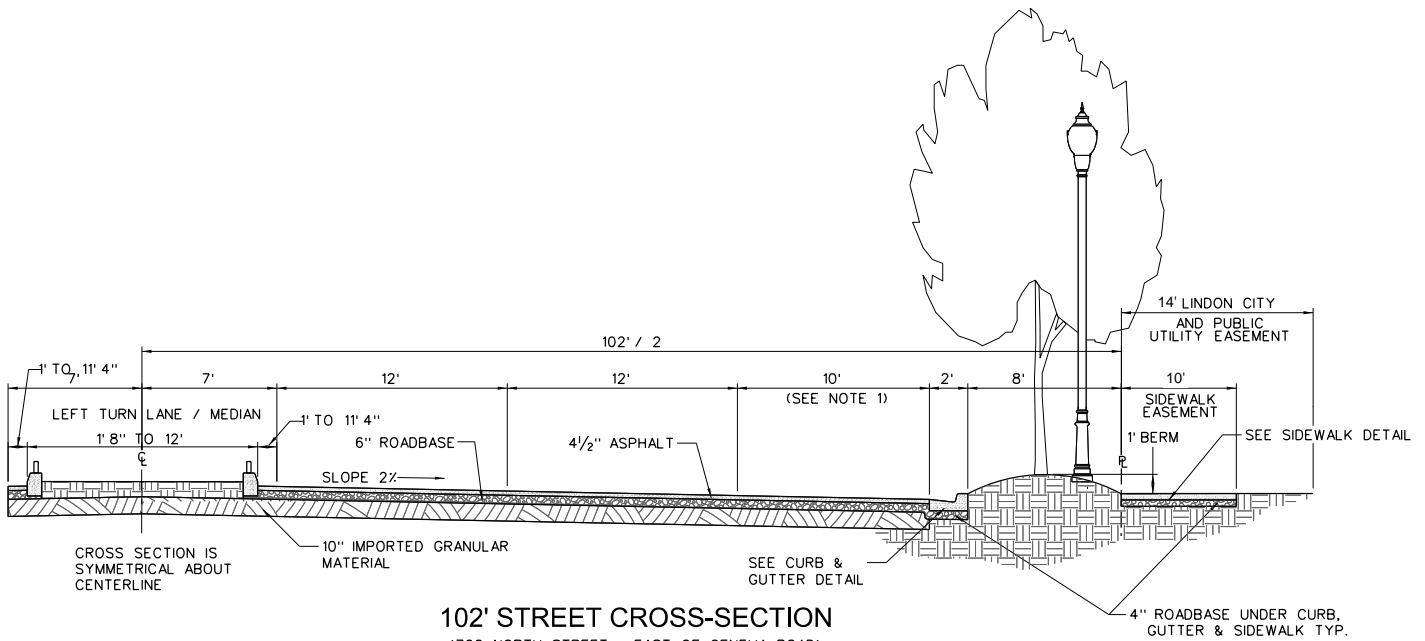 14' LINDON CITY
AND PUBLIC
UTILITY EASEMENT
102' / 2
1' TO 11' 4"
7'
7'
12'
12'
10'
2'
8'
10'
(SEE NOTE 1)
SIDEWALK
EASEMENT
LEFT TURN LANE / MEDIAN
1' TO 11' 4"
1' 8" TO 12'
6" ROADBASE
4½" ASPHALT
1' BERM
SEE SIDEWALK DETAIL
SLOPE 2%
CROSS SECTION IS
SYMMETRICAL ABOUT
CENTERLINE
10" IMPORTED GRANULAR
MATERIAL
SEE CURB &
GUTTER DETAIL
4" ROADBASE UNDER CURB,
GUTTER & SIDEWALK TYP.
102' STREET CROSS-SECTION